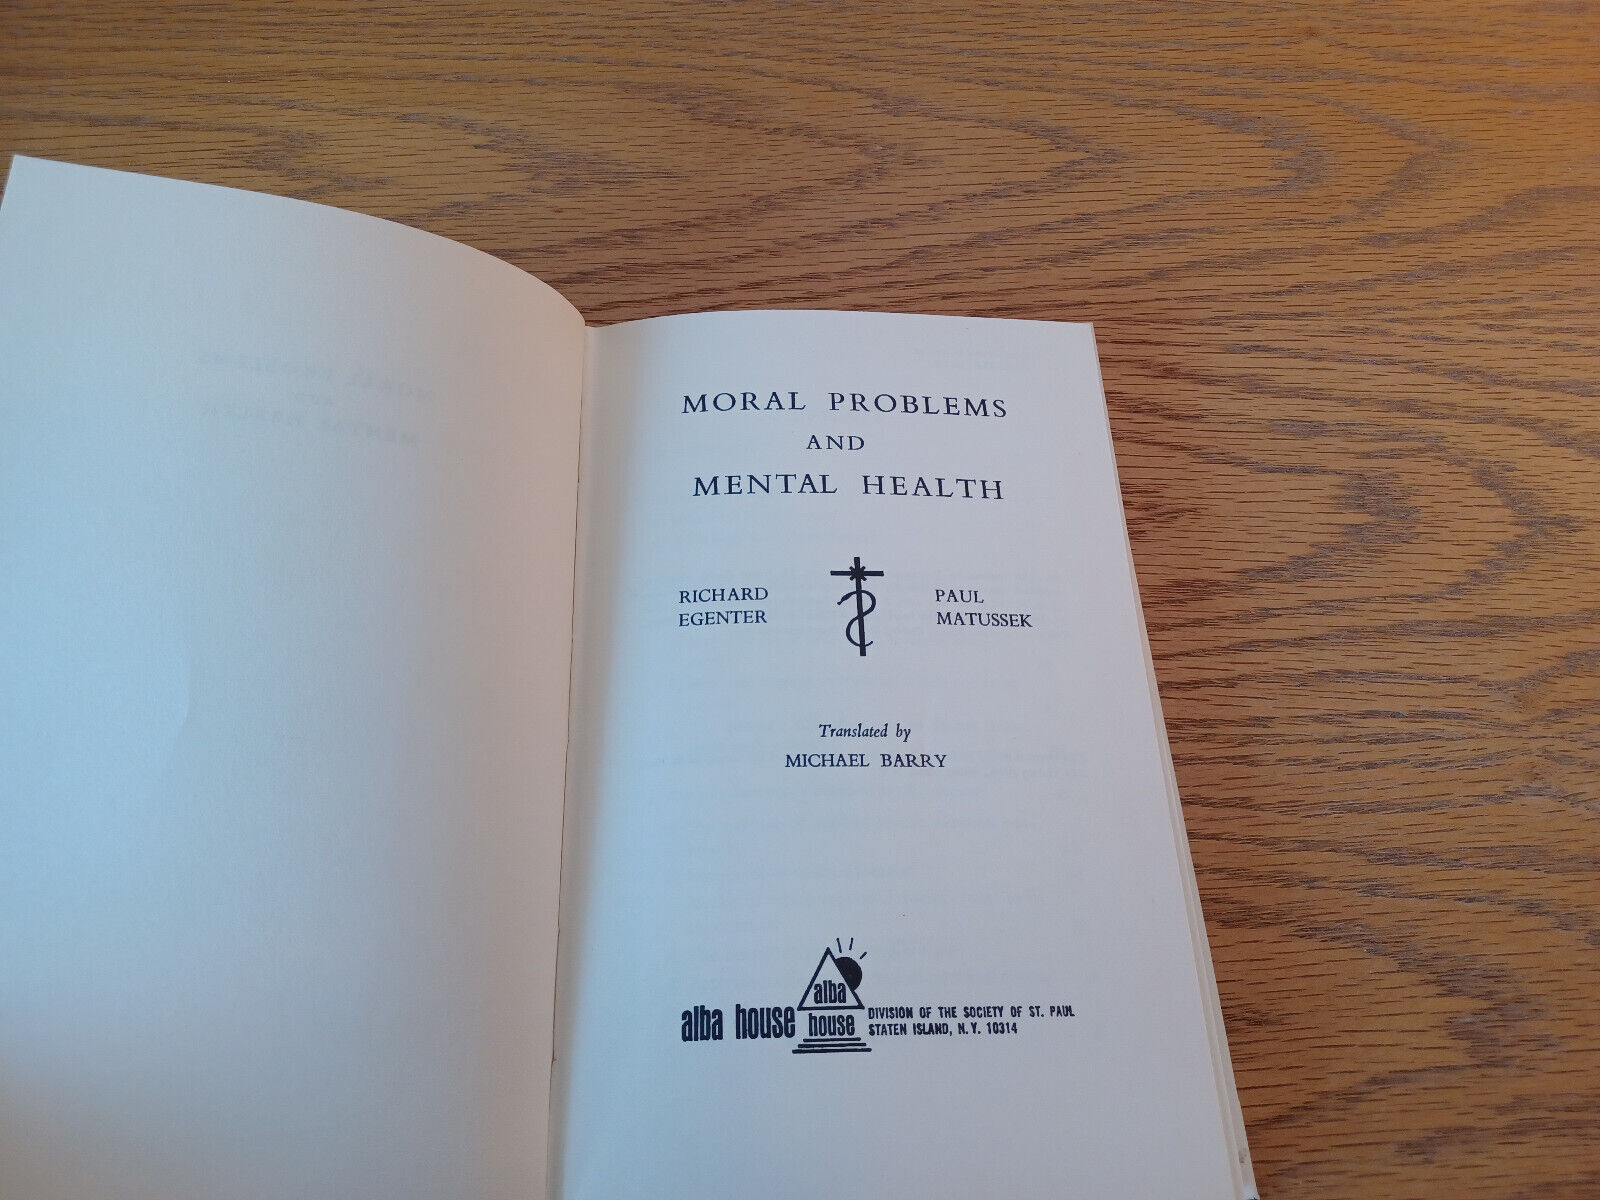 MORAL PROBLEMS
AND
MENTAL HEALTH
RICHARD
EGENTER
PAUL
MATUSSEK
Translated by
MICHAEL BARRY
alba house
alba
house
DIVISION OF THE SOCIETY OF ST. PAUL
STATEN ISLAND, N.Y. 10314